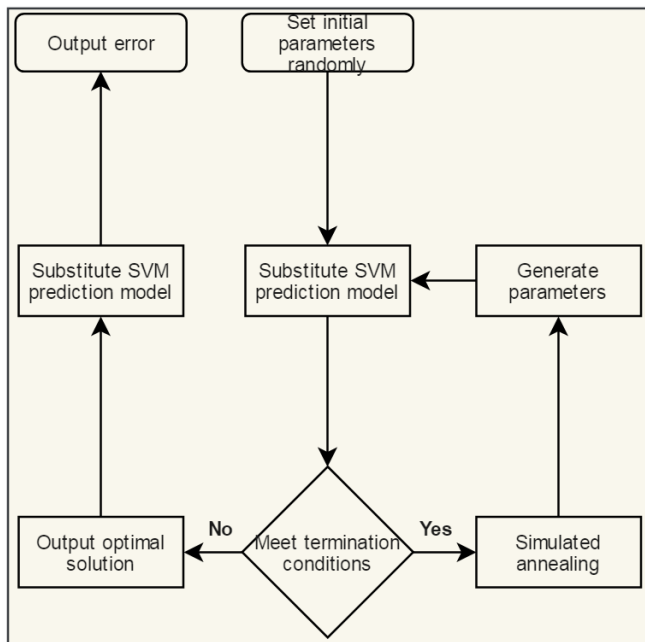 Output error
Set initial
parameters
randomly
Substitute SVM
prediction model
Substitute SVM
prediction model
Generate
parameters
No
Yes
Output optimal
solution
Meet termination
conditions
Simulated
annealing